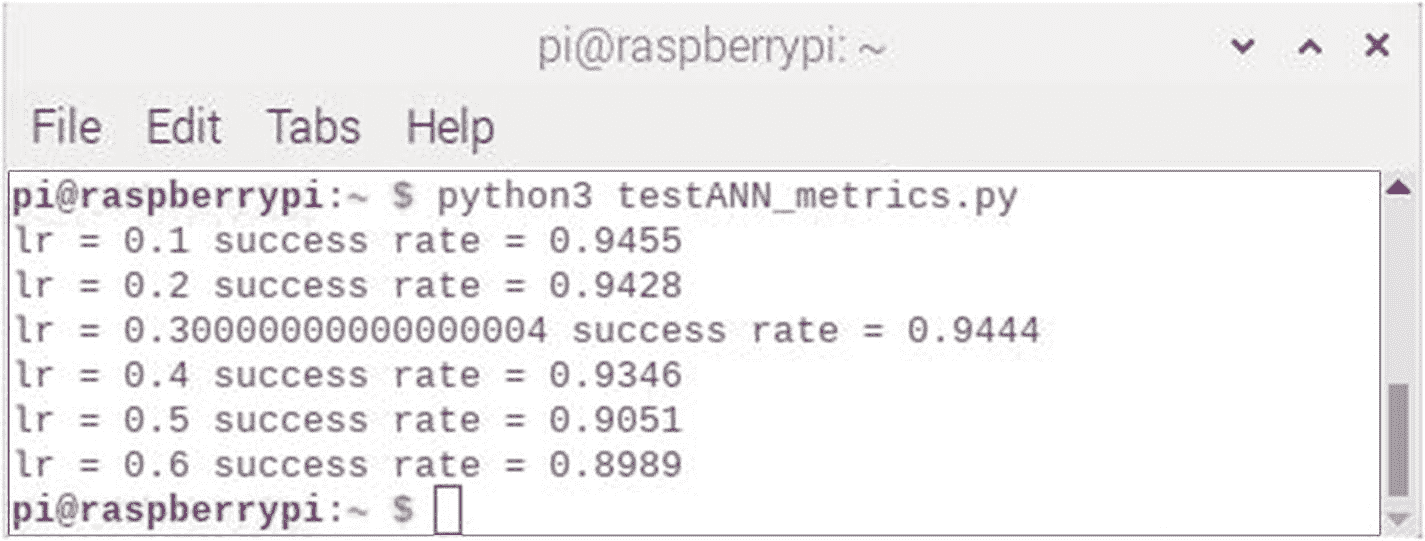 pi@raspberrypi: ~
File Edit Tabs Help
pi@raspberrypi:~ $ python3 testANN_metrics.py
lr = 0.1 success rate = 0.9455
lr = 0.2 success rate = 0.9428
lr = 0.30000000000000004 success rate = 0.9444
lr = 0.4 success rate = 0.9346
lr = 0.5 success rate = 0.9051
lr = 0.6 success rate = 0.8989
pi@raspberrypi:~ $